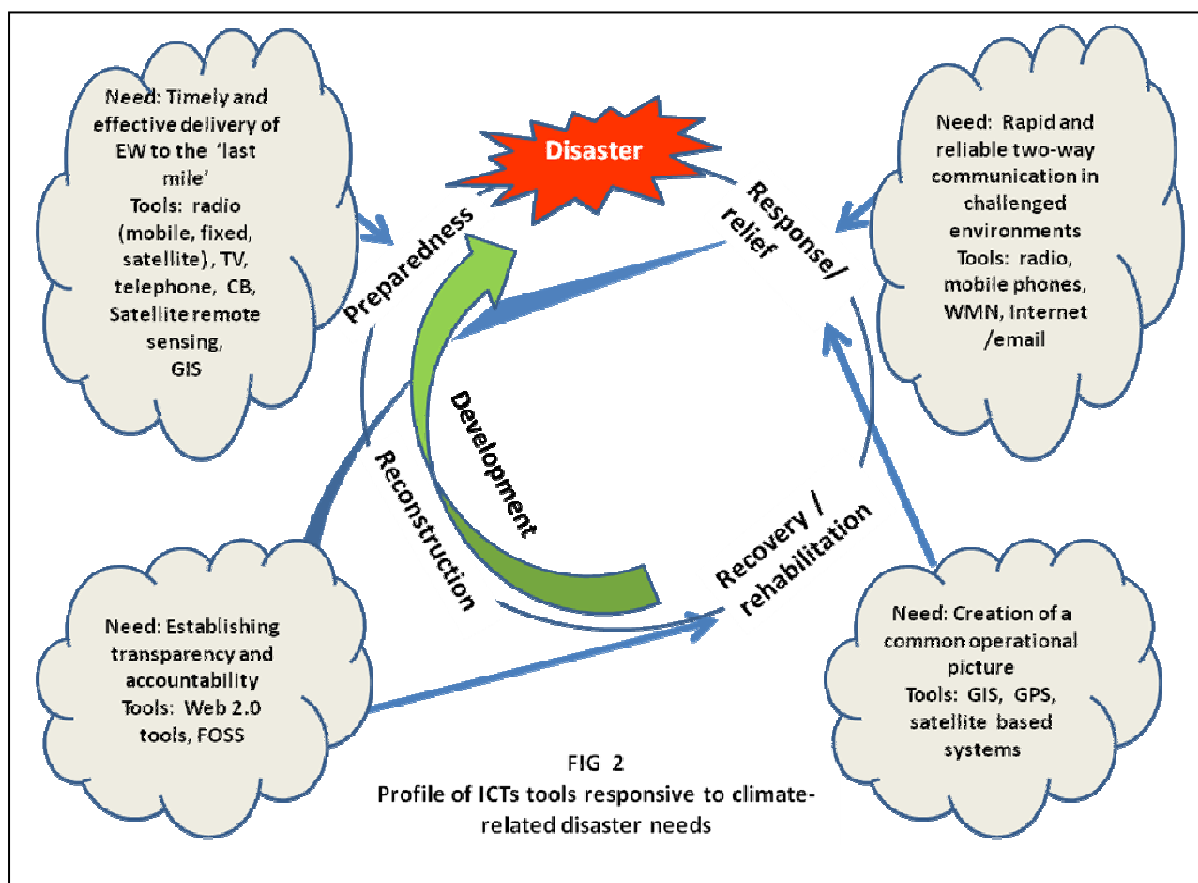 Need: Timely and
effective delivery of
EW to the ‘last
mile’
Tools: radio
(mobile, fixed,
satellite), TV,
telephone, CB,
Satellite remote
sensing,
GIS
Disaster
Need: Rapid and
reliable two-way
communication in
challenged
environments
Tools: radio,
mobile phones,
WMN, Internet
/email
Preparedness
Response/
relief
Development
Reconstruction
Recovery /
rehabilitation
Need: Establishing
transparency and
accountability
Tools: Web 2.0
tools, FOSS
Need: Creation of a
common operational
picture
Tools: GIS, GPS,
satellite based
systems
FIG 2
Profile of ICTs tools responsive to climate-
related disaster needs